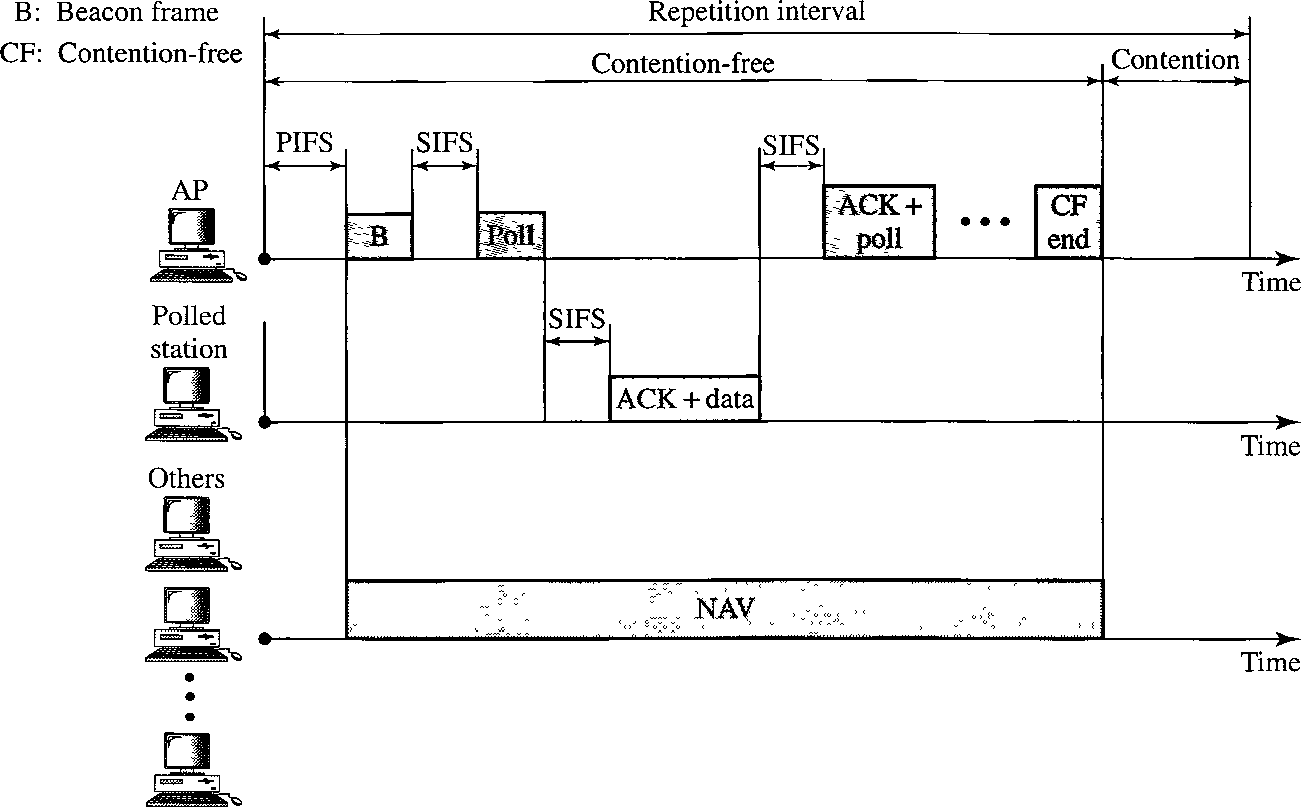 B: Beacon frame
CF: Contention-free
Repetition interval
Contention-free
Contention
PIFS
SIFS
SIFS
AP
B
Poll
ACK +
poll
CF
end
Time
Polled
station
SIFS
ACK + data
Time
Others
NAV
Time